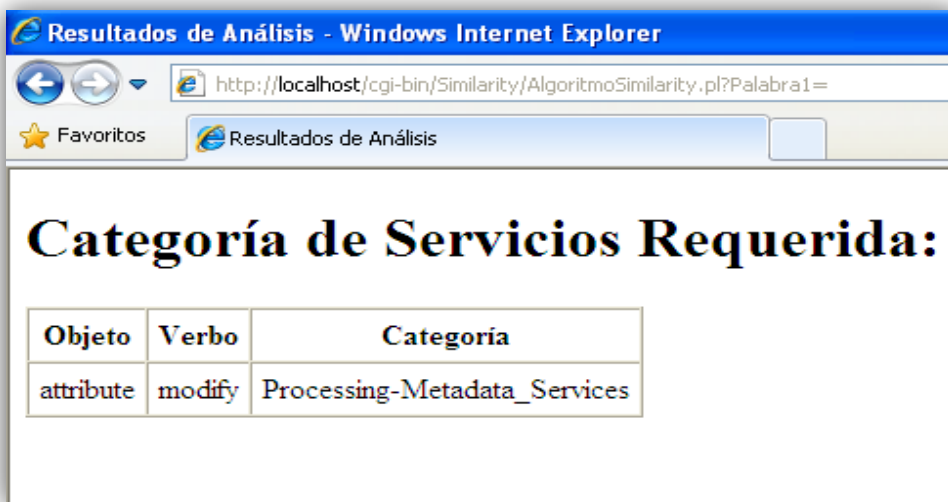 Resultados de Análisis - Windows Internet Explorer
http://localhost/cgi-bin/Similarity/AlgoritmoSimilarity.pl?Palabra1=
Favoritos Resultados de Análisis
Categoría de Servicios Requerida:
Objeto Verbo Categoría
attribute modify Processing-Metadata_Services